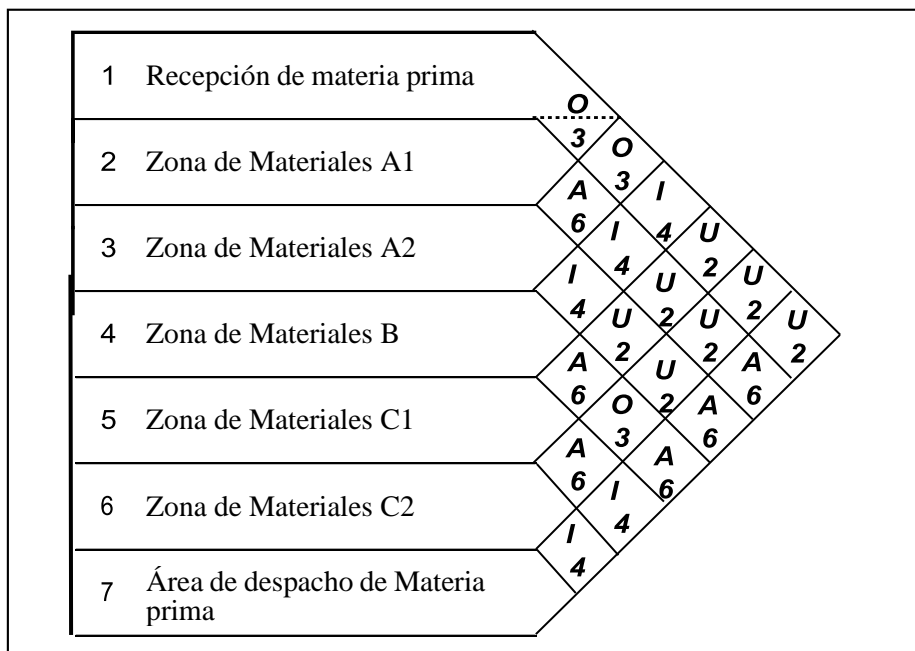 1 Recepción de materia prima
2 Zona de Materiales A1
3 Zona de Materiales A2
4 Zona de Materiales B
5 Zona de Materiales C1
6 Zona de Materiales C2
7 Área de despacho de Materia
prima
O
3
O
3
I
4
U
2
U
2
U
2
A
6
I
4
U
2
U
2
A
6
I
4
U
2
U
2
A
6
A
6
O
3
A
6
A
6
I
4
I
4